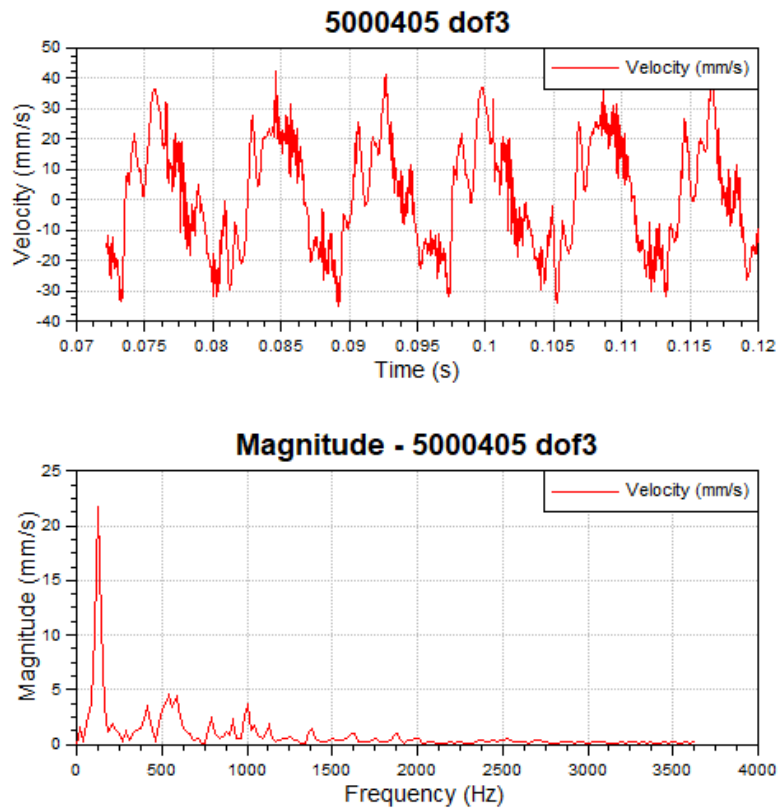 5000405 dof3
50
40
30
20
10
0
-10
-20
-30
-40
Velocity (mm/s)
Velocity (mm/s)
0.07 0.075 0.08 0.085 0.09 0.095 0.1 0.105 0.11 0.115 0.12
Time (s)
Magnitude - 5000405 dof3
25
20
15
10
5
0
Magnitude (mm/s)
Velocity (mm/s)
0 500 1000 1500 2000 2500 3000 3500 4000
Frequency (Hz)